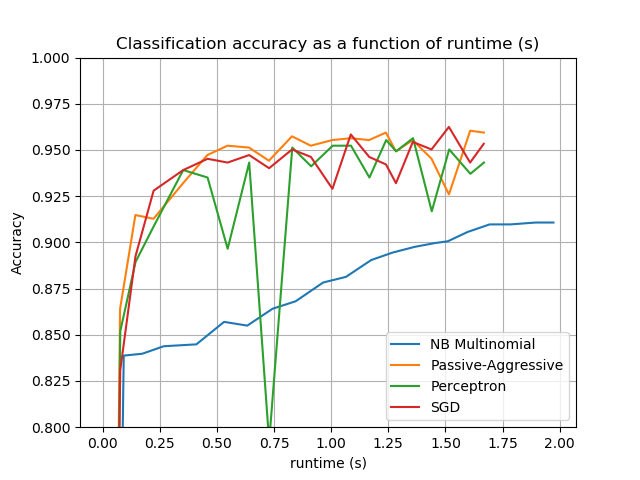 Classification accuracy as a function of runtime (s)
1.000
0.975
0.950
0.925
0.900
0.875
0.850
0.825
0.800
Accuracy
NB Multinomial
Passive-Aggressive
Perceptron
SGD
0.00 0.25 0.50 0.75 1.00 1.25 1.50 1.75 2.00
runtime (s)